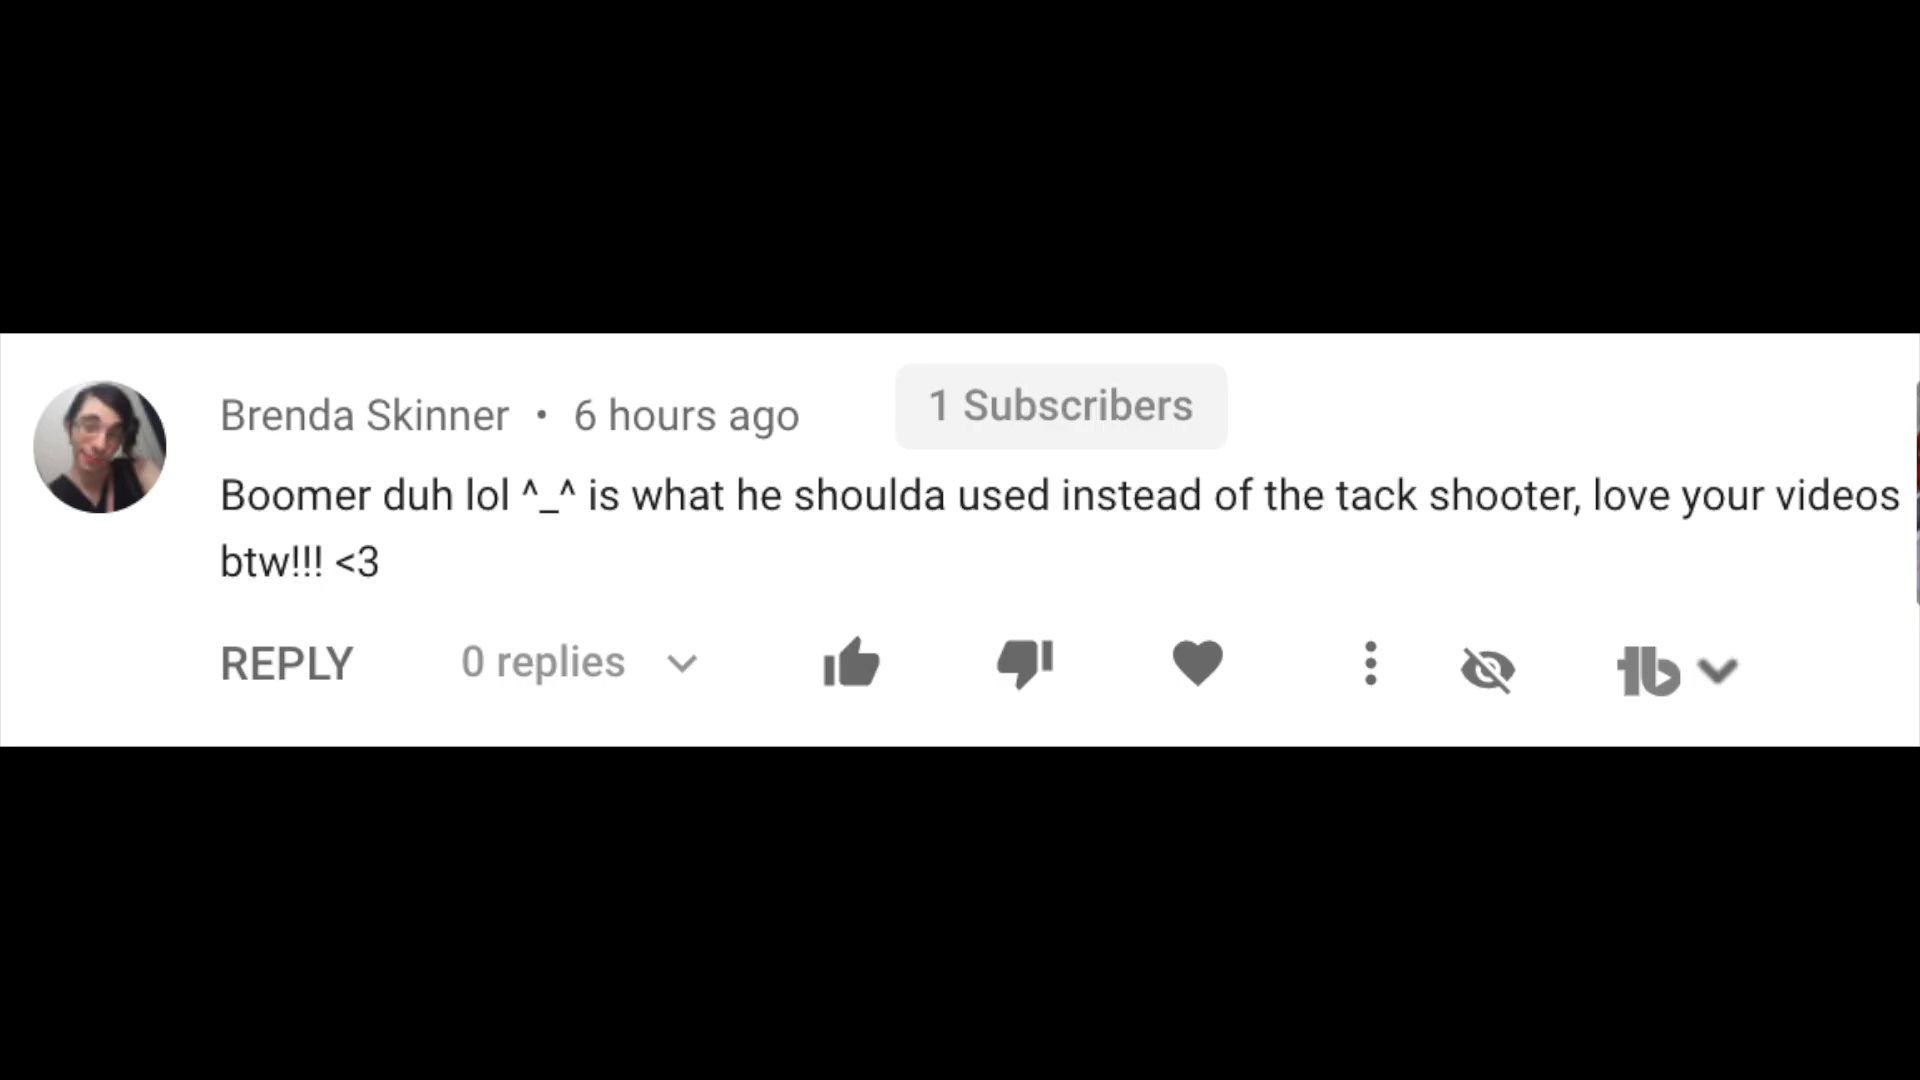 Brenda Skinner • 6 hours ago 1 Subscribers
Boomer duh lol ^_^ is what he shoulda used instead of the tack shooter, love your videos
btw!!! <3
REPLY 0 replies